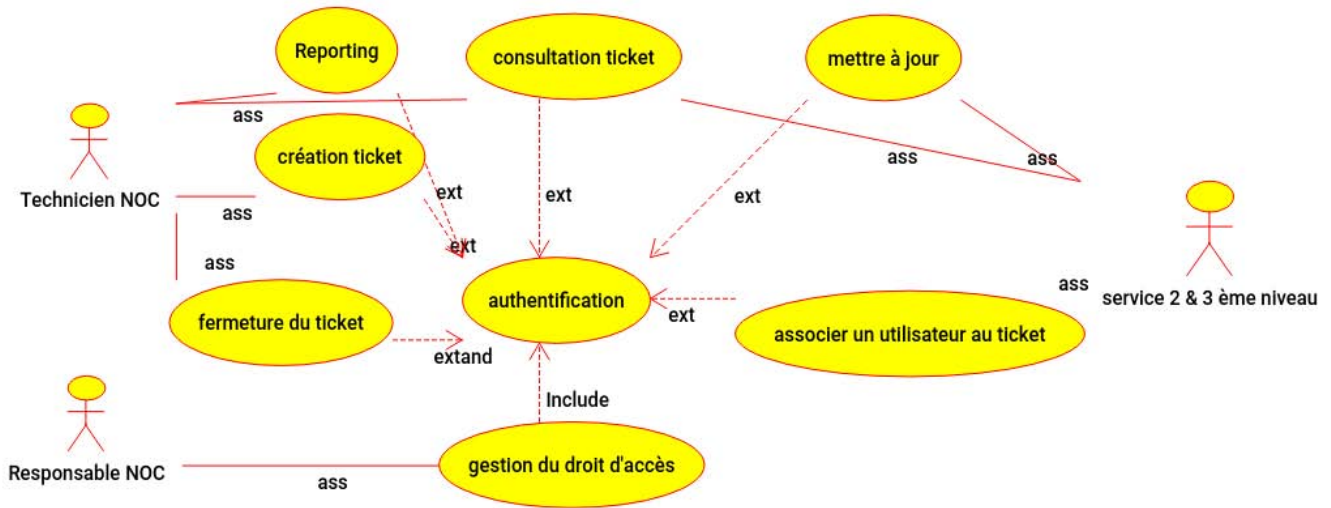 Reporting
consultation ticket
mettre à jour
ass
création ticket
ass
ass
Technicien NOC
ext
ext
ext
ass
ext
ass
authentification
ass
service 2 & 3 ème niveau
fermeture du ticket
ext
associer un utilisateur au ticket
extand
Include
Responsable NOC
gestion du droit d'accès
ass